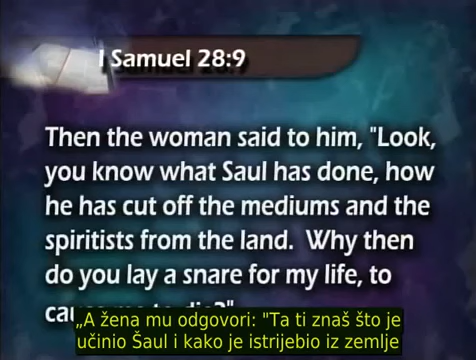 I Samuel 28:9
Then the woman said to him, "Look,
you know what Saul has done, how
he has cut off the mediums and the
spiritists from the land.  Why then
do you lay a snare for my life, to
„A žena mu odgovori: "Ta ti znaš što je
učinio Šaul i kako je istrijebio iz zemlje